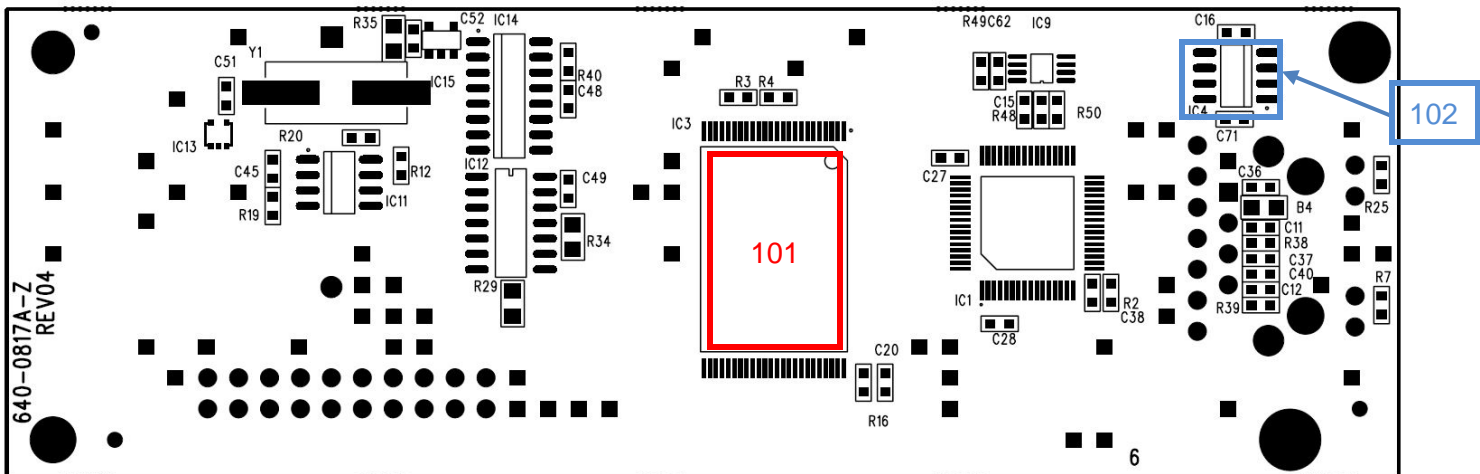 R35
C52
IC14
R49C62
IC9
C16
Y1
C51
IC15
R40
C48
R3
R4
C15
R48
R50
IC4
102
C71
IC13
R20
IC3
C45
R12
IC12
C49
C27
C36
R19
IC11
B4
R25
R34
101
C11
R38
C37
C40
C12
R39
R7
R29
IC1
R2
C38
C28
640-0817A-Z
REV04
C20
R16
6